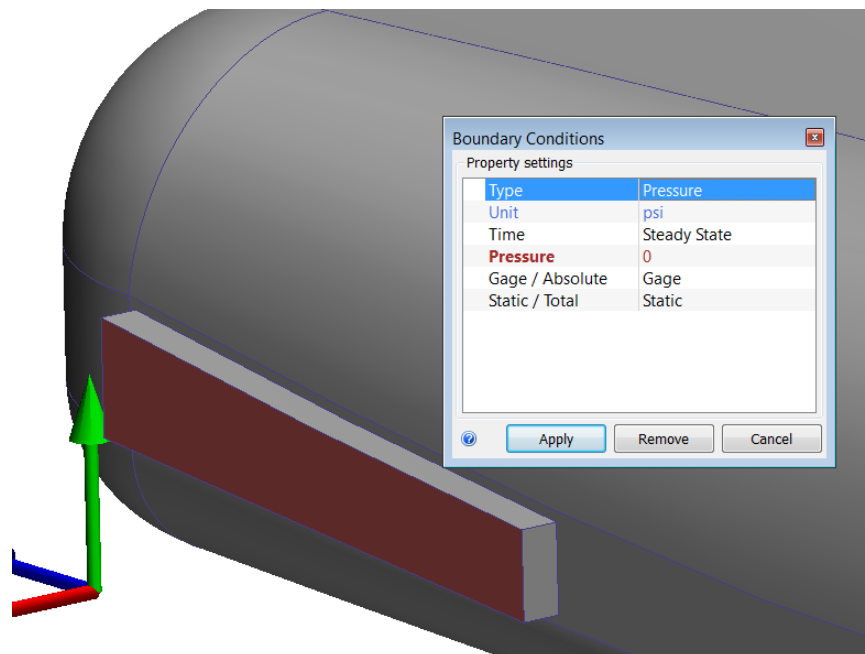 Boundary Conditions
Property settings
Type Pressure
Unit psi
Time Steady State
Pressure 0
Gage / Absolute Gage
Static / Total Static
Apply Remove Cancel